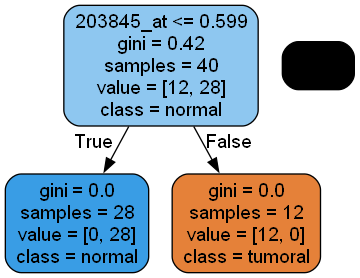 203845_at <= 0.599
gini = 0.42
samples = 40
value = [12, 28]
class = normal
True
False
gini = 0.0
samples = 28
value = [0, 28]
class = normal
gini = 0.0
samples = 12
value = [12, 0]
class = tumoral